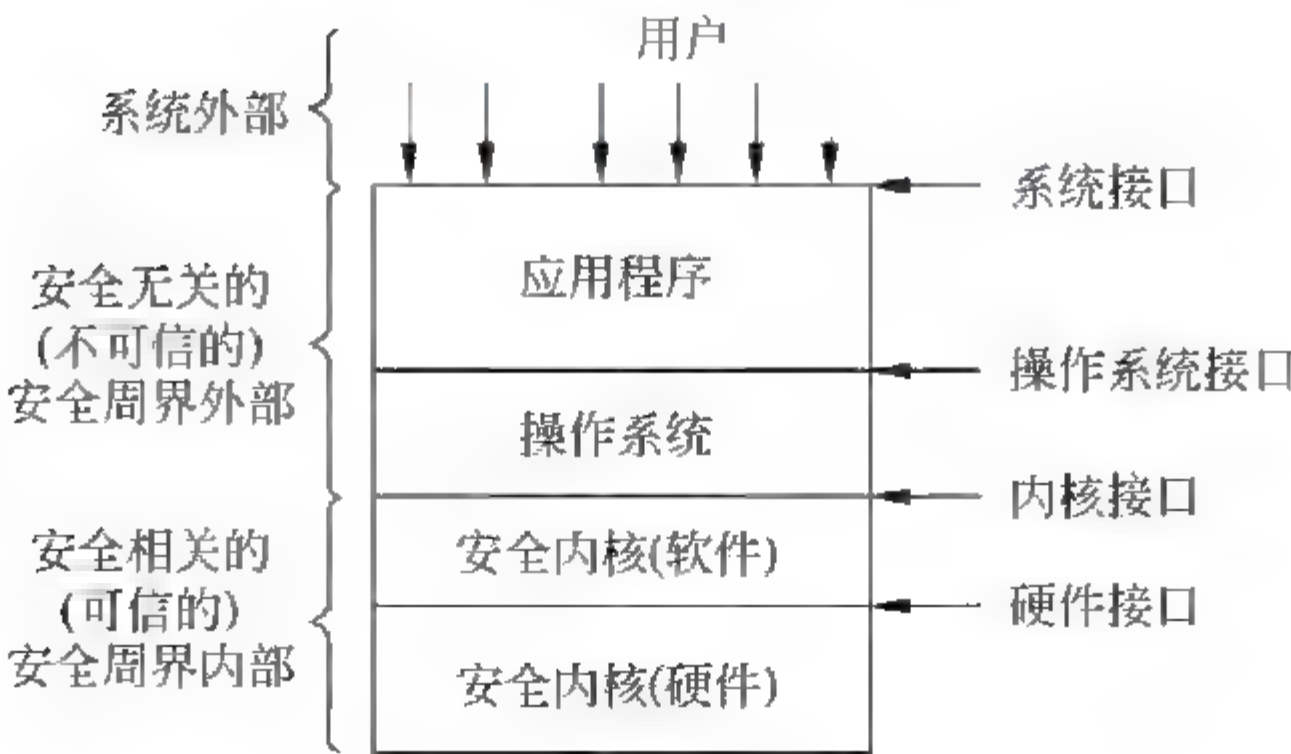 用户
系统外部
系统接口
应用程序
安全无关的
(不可信的)
安全周界外部
操作系统接口
操作系统
内核接口
安全相关的
(可信的)
安全周界内部
安全内核(软件)
硬件接口
安全内核(硬件)